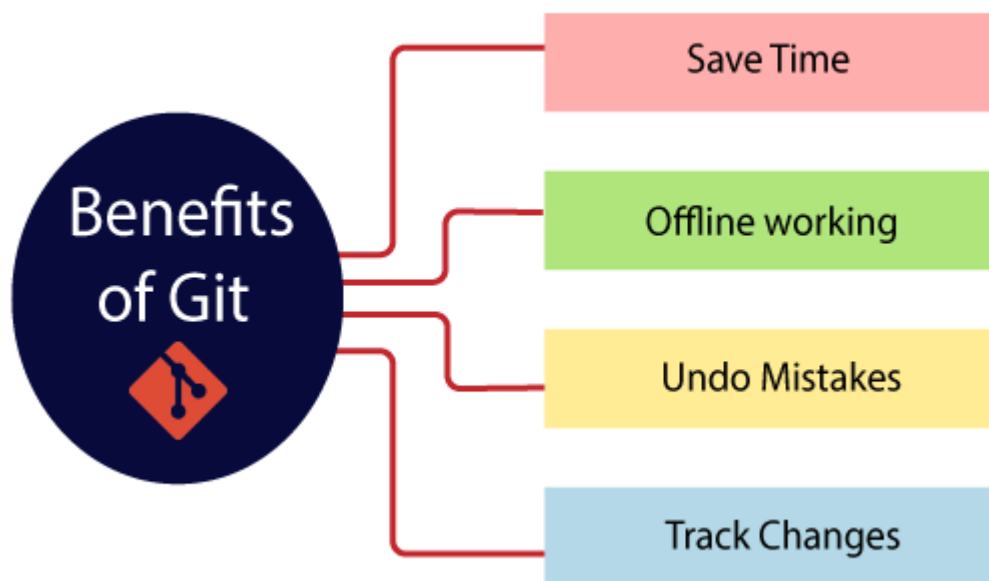 Benefits
of Git
Save Time
Offline working
Undo Mistakes
Track Changes